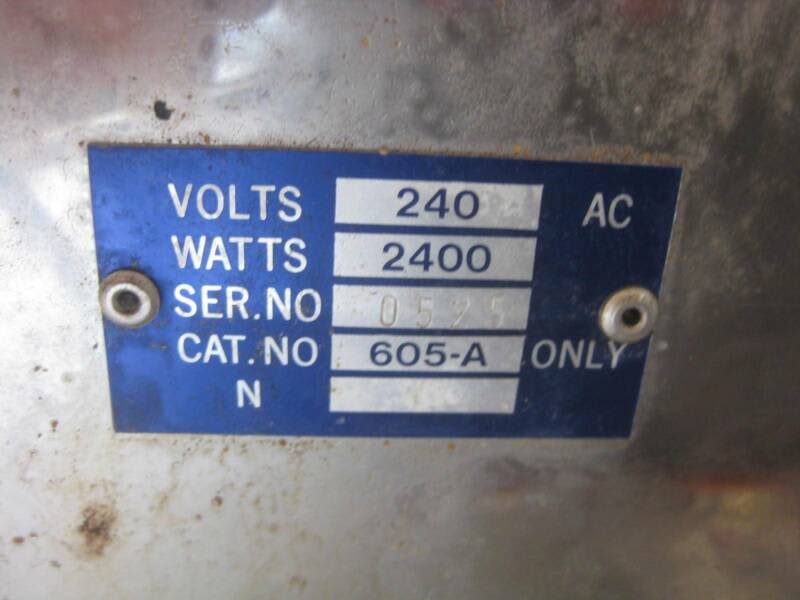 VOLTS 240 AC
WATTS 2400
SER.NO 0525
CAT.NO 605-A ONLY
N